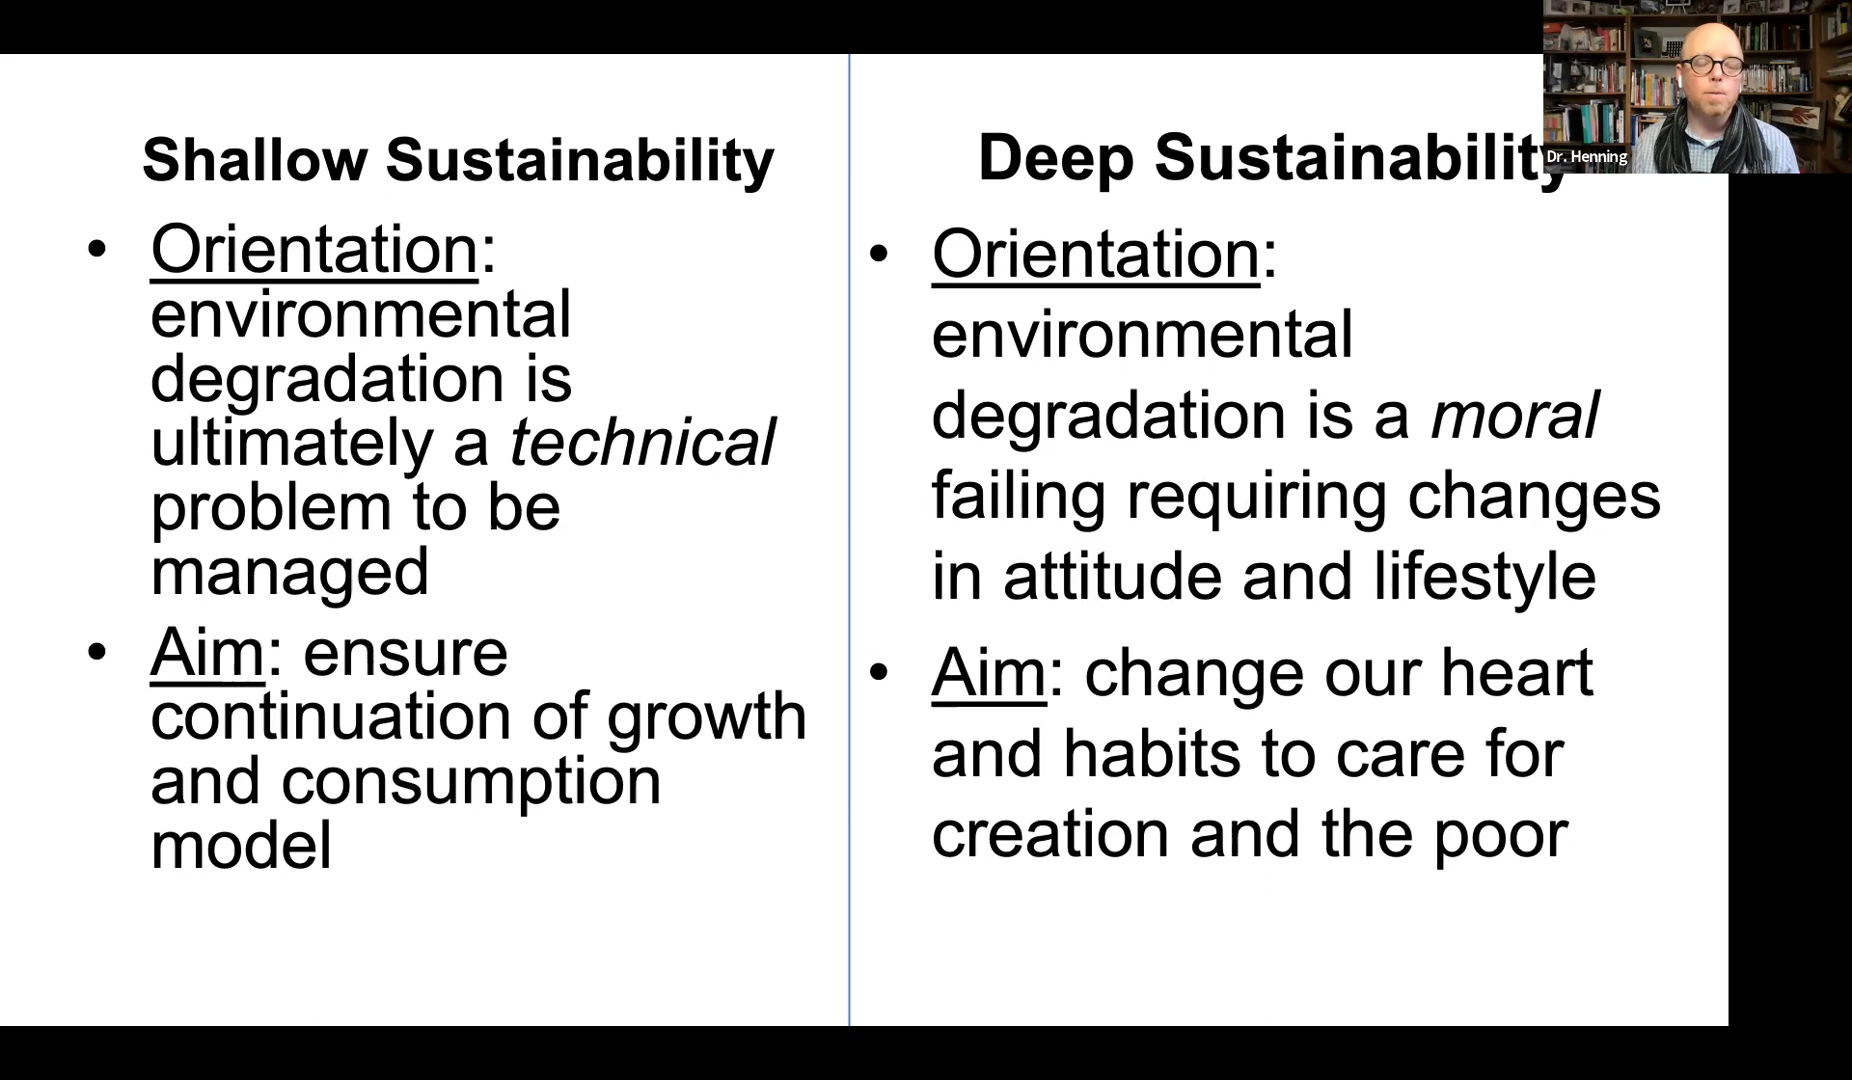 Shallow Sustainability
• Orientation:
environmental
degradation is
ultimately a technical
problem to be
managed
• Aim: ensure
continuation of growth
and consumption
model
Deep Sustainability
• Orientation:
environmental
degradation is a moral
failing requiring changes
in attitude and lifestyle
• Aim: change our heart
and habits to care for
creation and the poor
Dr. Henning